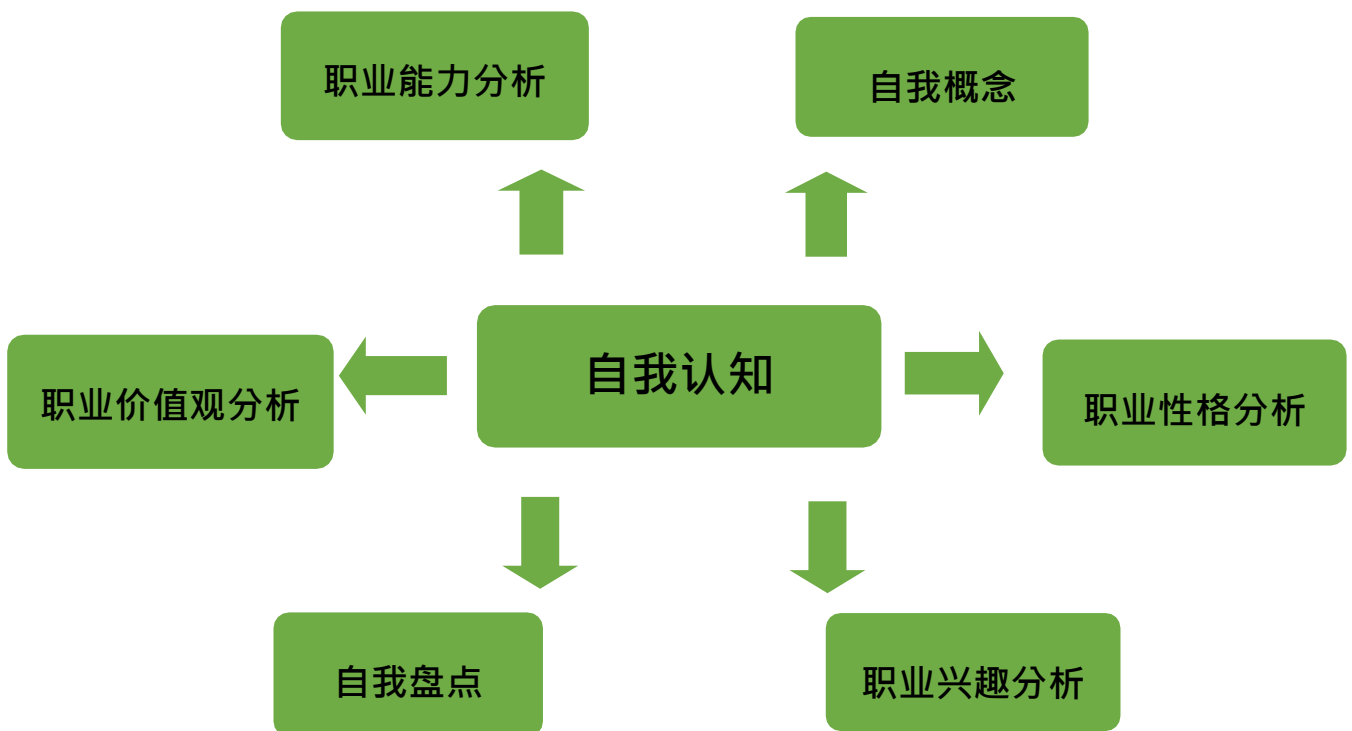 职业能力分析
自我概念
自我认知
职业价值观分析
职业性格分析
自我盘点
职业兴趣分析